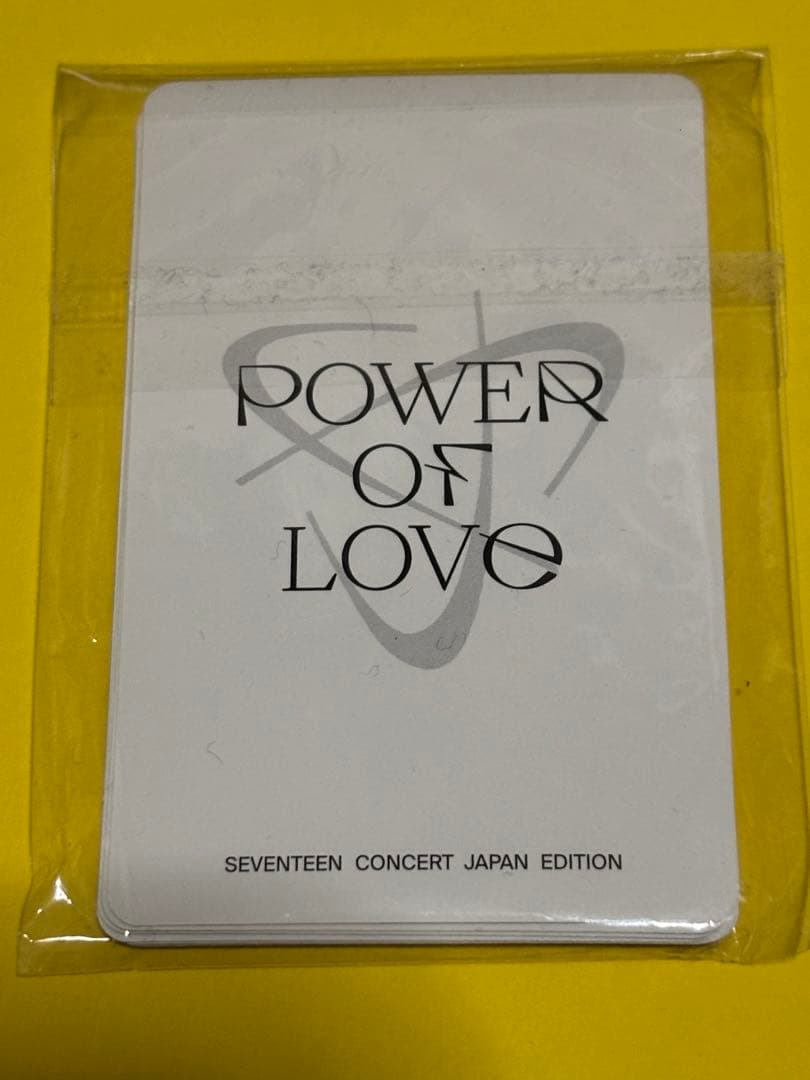 POWER
OF
LOVe
SEVENTEEN CONCERT JAPAN EDITION